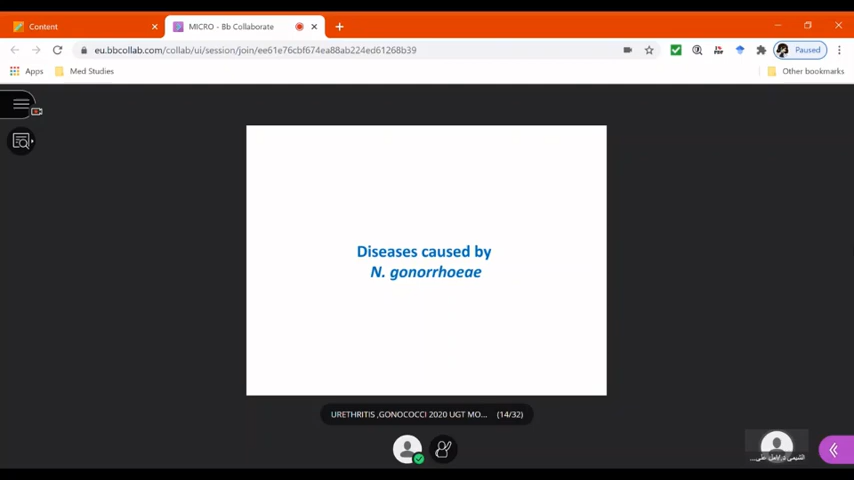 Content
MICRO - Bb Collaborate
eu.bbcollab.com/collab/ui/session/join/ee61e76cbf674ea88ab224ed61268b39
Paused
Apps
Med Studies
Other bookmarks
Diseases caused by
N. gonorrhoeae
URETHRITIS ,GONOCOCCI 2020 UGT MO... (14/32)